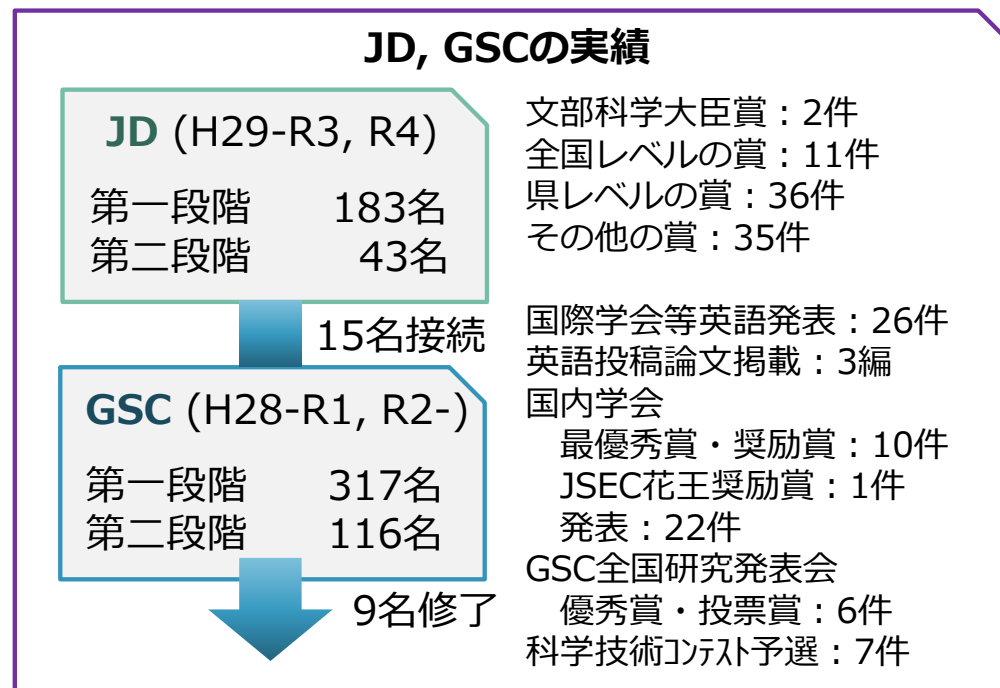 JD, GSCの実績
JD (H29-R3, R4)
第一段階 183名
第二段階 43名
文部科学大臣賞：2件
全国レベルの賞：11件
県レベルの賞：36件
その他の賞：35件
15名接続
GSC (H28-R1, R2-)
第一段階 317名
第二段階 116名
9名修了
国際学会等英語発表：26件
英語投稿論文掲載：3編
国内学会
最優秀賞・奨励賞：10件
JSEC花王奨励賞：1件
発表：22件
GSC全国研究発表会
優秀賞・投票賞：6件
科学技術ｺﾝﾃｽﾄ予選：7件